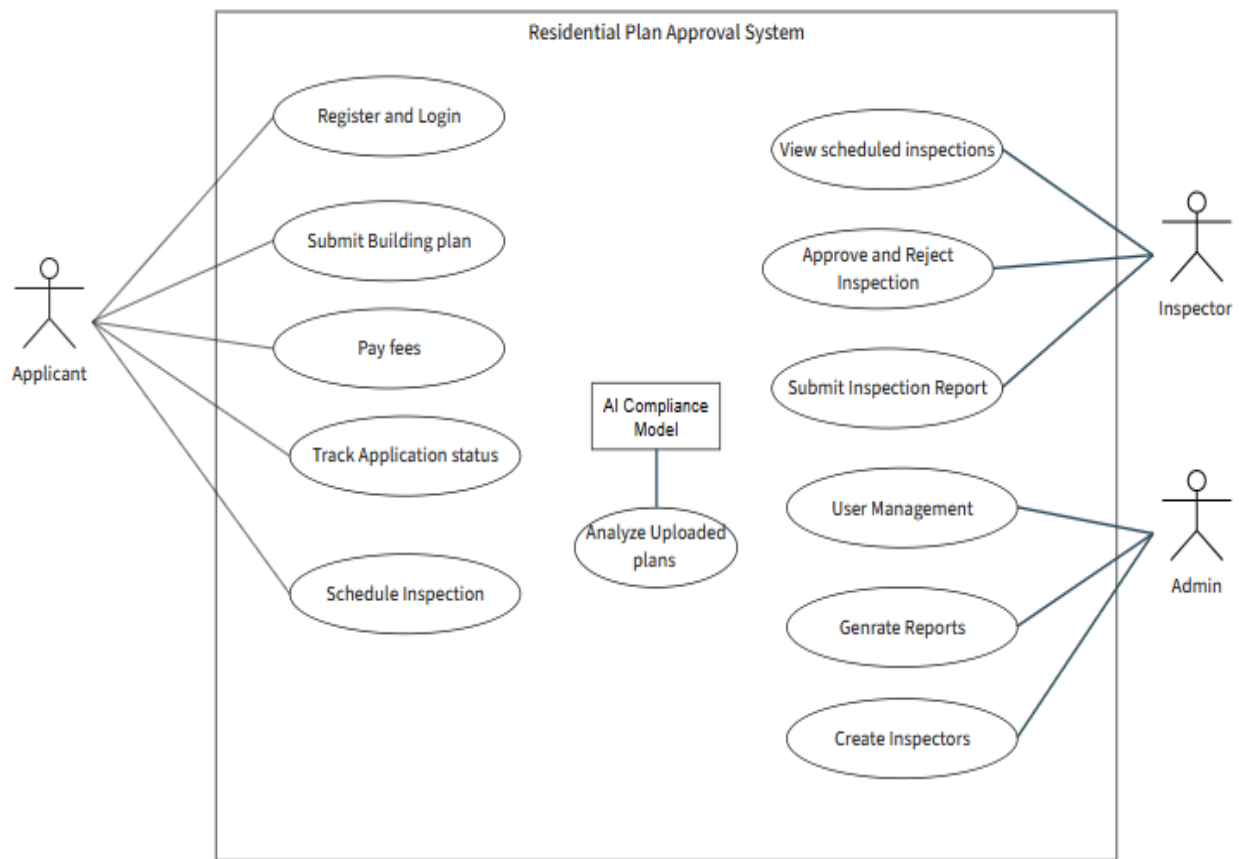 Residential Plan Approval System
Register and Login
Submit Building plan
Pay fees
Track Application status
Schedule Inspection
Applicant
AI Compliance
Model
Analyze Uploaded
plans
View scheduled inspections
Approve and Reject
Inspection
Submit Inspection Report
Inspector
User Management
Genrate Reports
Create Inspectors
Admin